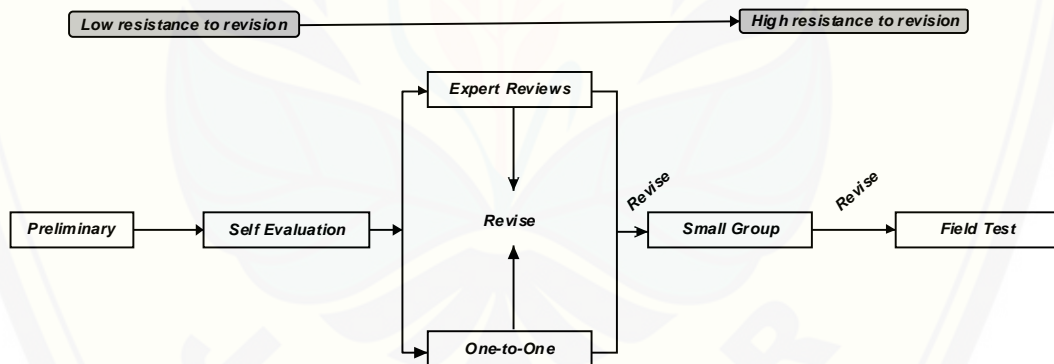 Low resistance to revision
High resistance to revision
Expert Reviews
Revise
Revise
Preliminary
Self Evaluation
Revise
Small Group
Field Test
One-to-One